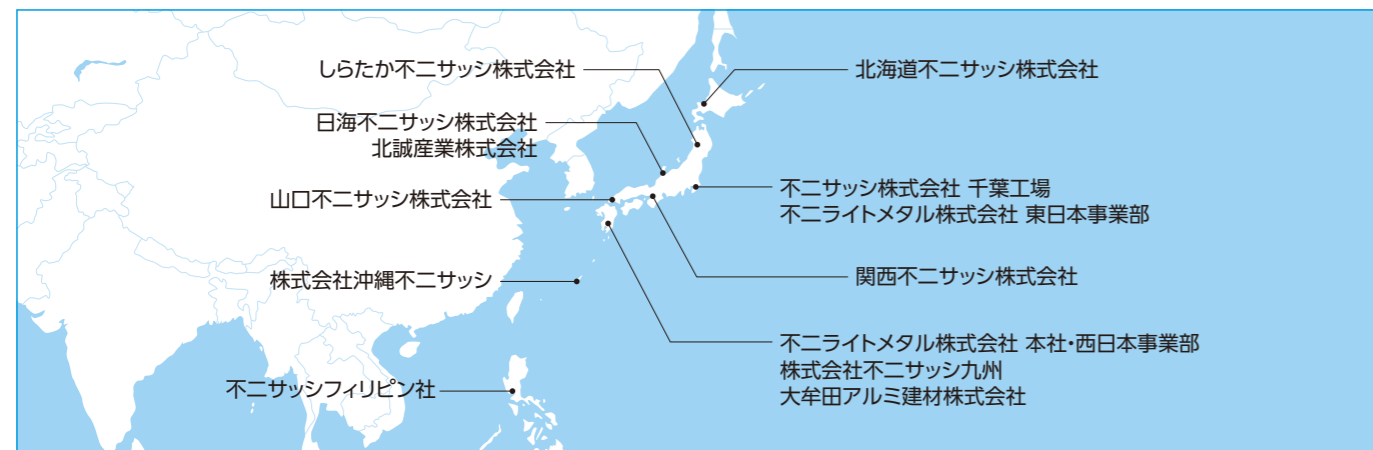 しらたか不二サッシ株式会社
日海不二サッシ株式会社
北誠産業株式会社
山口不二サッシ株式会社
株式会社沖縄不二サッシ
不二サッシフィリピン社
北海道不二サッシ株式会社
不二サッシ株式会社 千葉工場
不二ライトメタル株式会社 東日本事業部
関西不二サッシ株式会社
不二ライトメタル株式会社 本社・西日本事業部
株式会社不二サッシ九州
大牟田アルミ建材株式会社